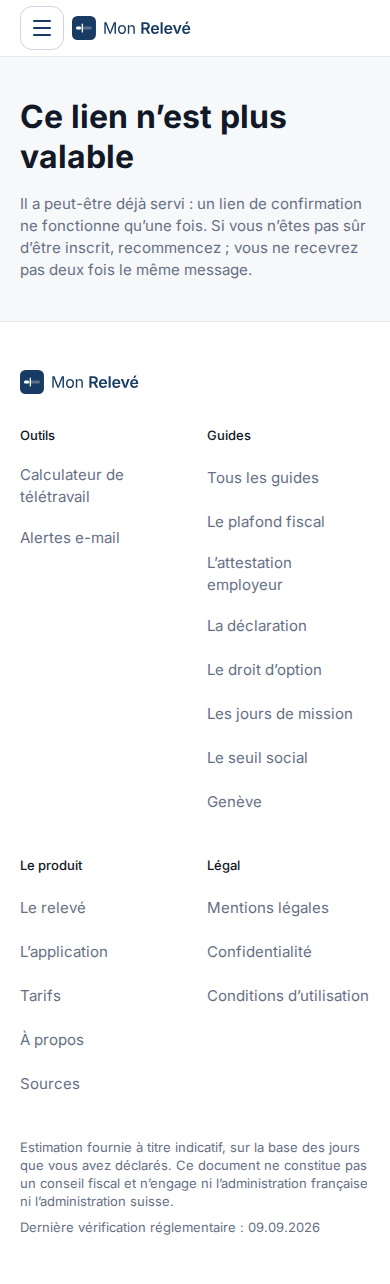 Mon Relevé
Ce lien n’est plus
valable
Il a peut-être déjà servi : un lien de confirmation
ne fonctionne qu’une fois. Si vous n’êtes pas sûr
d’être inscrit, recommencez ; vous ne recevrez
pas deux fois le même message.
Mon Relevé
Outils
Calculateur de
télétravail
Alertes e-mail
Guides
Tous les guides
Le plafond fiscal
L’attestation
employeur
La déclaration
Le droit d’option
Les jours de mission
Le seuil social
Genève
Le produit
Le relevé
L’application
Tarifs
À propos
Sources
Légal
Mentions légales
Confidentialité
Conditions d’utilisation
Estimation fournie à titre indicatif, sur la base des jours
que vous avez déclarés. Ce document ne constitue pas
un conseil fiscal et n’engage ni l’administration française
ni l’administration suisse.
Dernière vérification réglementaire : 09.09.2026